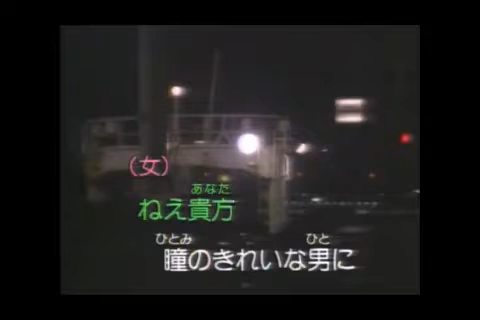 （女）
あなた
ねえ貴方
ひとみ ひと
瞳のきれいな男に